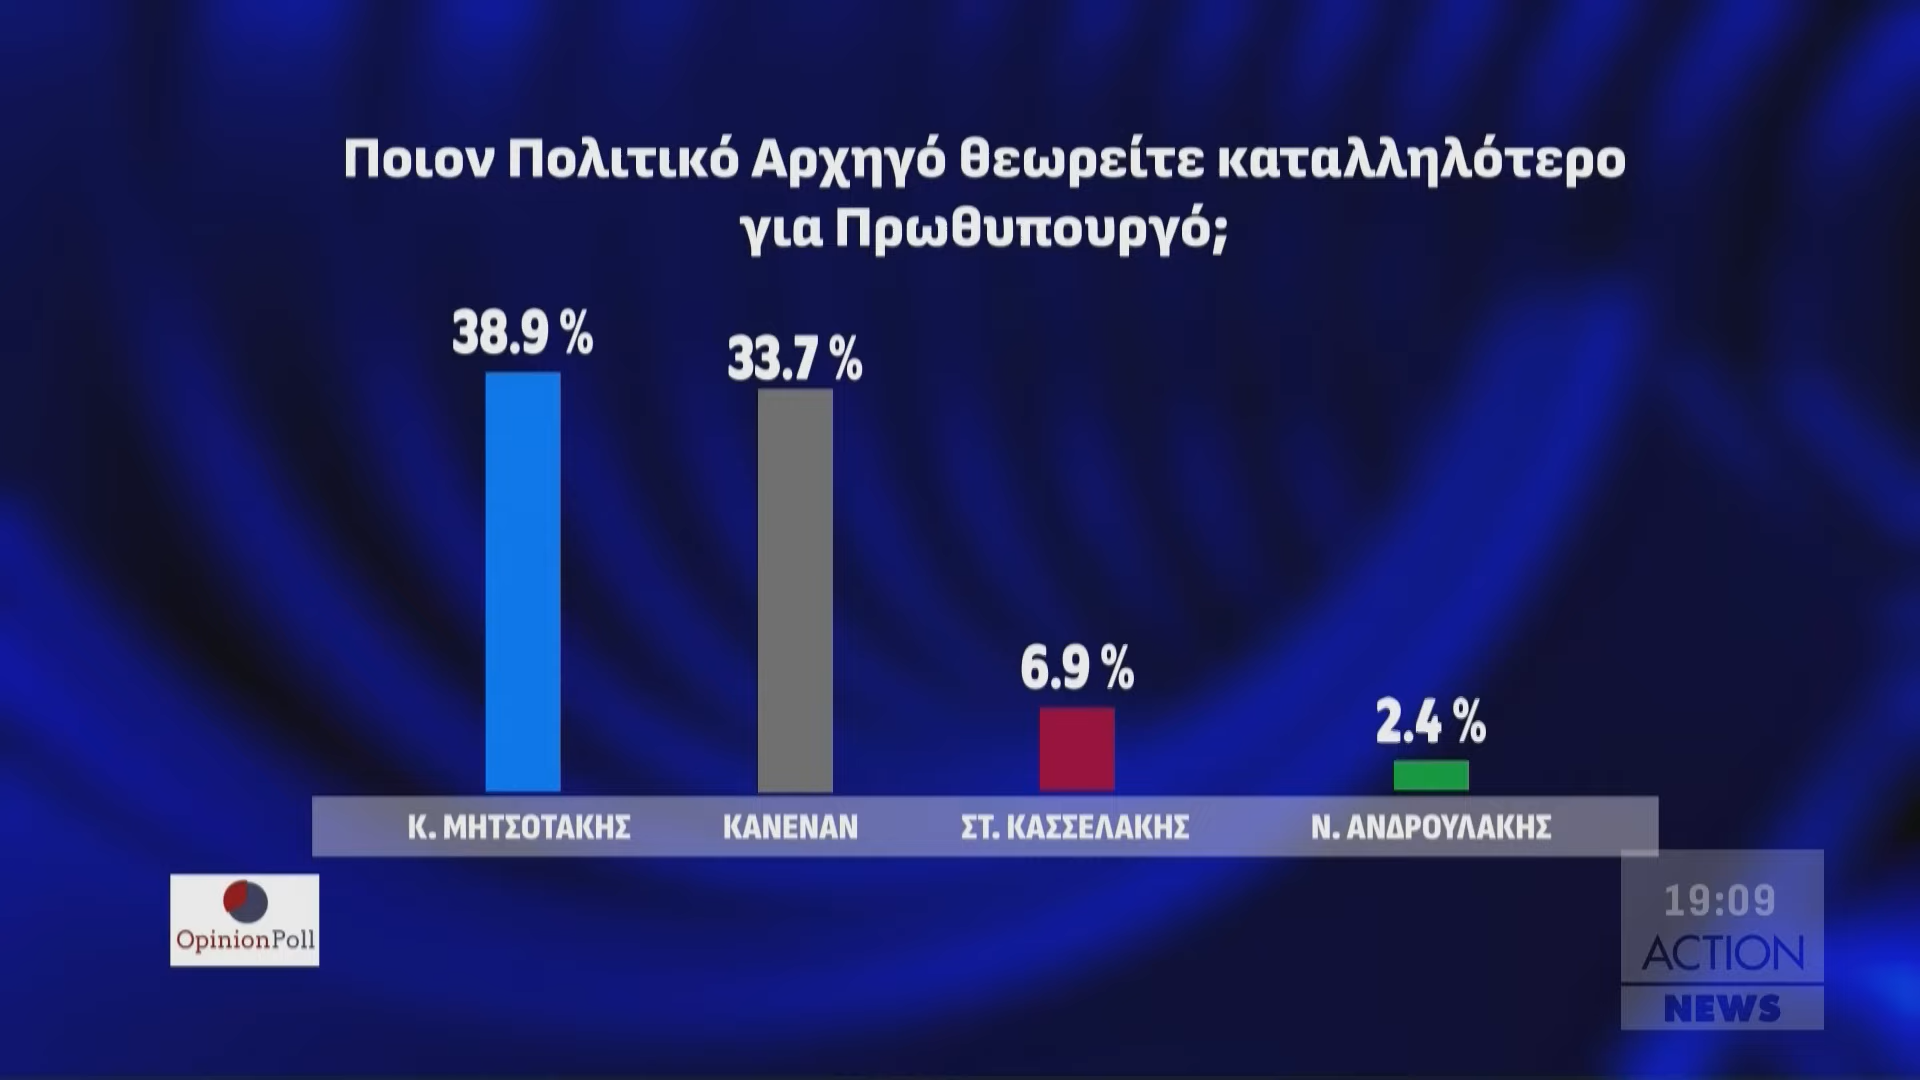 Ποιον Πολιτικό Αρχηγό θεωρείτε καταλληλότερο
για Πρωθυπουργό;
38.9 %
33.7 %
6.9 %
2.4 %
Κ. ΜΗΤΣΟΤΑΚΗΣ
ΚΑΝΕΝΑΝ
ΣΤ. ΚΑΣΣΕΛΑΚΗΣ
Ν. ΑΝΔΡΟΥΛΑΚΗΣ
OpinionPoll
19:09
ACTION
NEWS